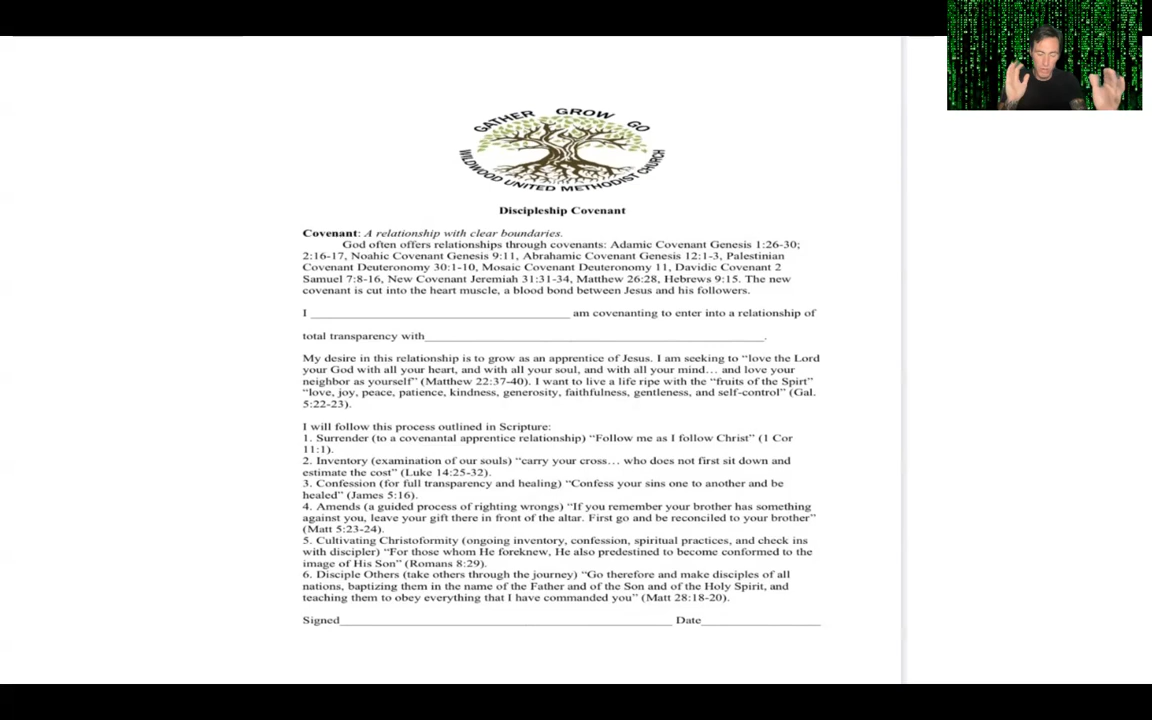 GATHER GROW GO
WILDWOOD UNITED METHODIST CHURCH
Discipleship Covenant
Covenant: A relationship with clear boundaries.
God often offers relationships through covenants: Adamic Covenant Genesis 1:26-30;
2:16-17, Noahic Covenant Genesis 9:11, Abrahamic Covenant Genesis 12:1-3, Palestinian
Covenant Deuteronomy 30:1-10, Mosaic Covenant Deuteronomy 11, Davidic Covenant 2
Samuel 7:8-16, New Covenant Jeremiah 31:31-34, Matthew 26:28, Hebrews 9:15. The new
covenant is cut into the heart muscle, a blood bond between Jesus and his followers.
I ______________________________________ am covenanting to enter into a relationship of
total transparency with__________________________________________________.
My desire in this relationship is to grow as an apprentice of Jesus. I am seeking to “love the Lord
your God with all your heart, and with all your soul, and with all your mind… and love your
neighbor as yourself” (Matthew 22:37-40). I want to live a life ripe with the “fruits of the Spirt”
“love, joy, peace, patience, kindness, generosity, faithfulness, gentleness, and self-control” (Gal.
5:22-23).
I will follow this process outlined in Scripture:
1. Surrender (to a covenantal apprentice relationship) “Follow me as I follow Christ” (1 Cor
11:1).
2. Inventory (examination of our souls) “carry your cross… who does not first sit down and
estimate the cost” (Luke 14:25-32).
3. Confession (for full transparency and healing) “Confess your sins one to another and be
healed” (James 5:16).
4. Amends (a guided process of righting wrongs) “If you remember your brother has something
against you, leave your gift there in front of the altar. First go and be reconciled to your brother”
(Matt 5:23-24).
5. Cultivating Christoformity (ongoing inventory, confession, spiritual practices, and check ins
with discipler) “For those whom He foreknew, He also predestined to become conformed to the
image of His Son” (Romans 8:29).
6. Disciple Others (take others through the journey) “Go therefore and make disciples of all
nations, baptizing them in the name of the Father and of the Son and of the Holy Spirit, and
teaching them to obey everything that I have commanded you” (Matt 28:18-20).
Signed_________________________________________________ Date__________________